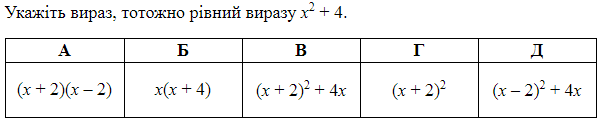 Укажіть вираз, тотожно рівний виразу x² + 4.
А Б В Г Д
(x + 2)(x – 2) x(x + 4) (x + 2)² + 4x (x + 2)² (x – 2)² + 4x